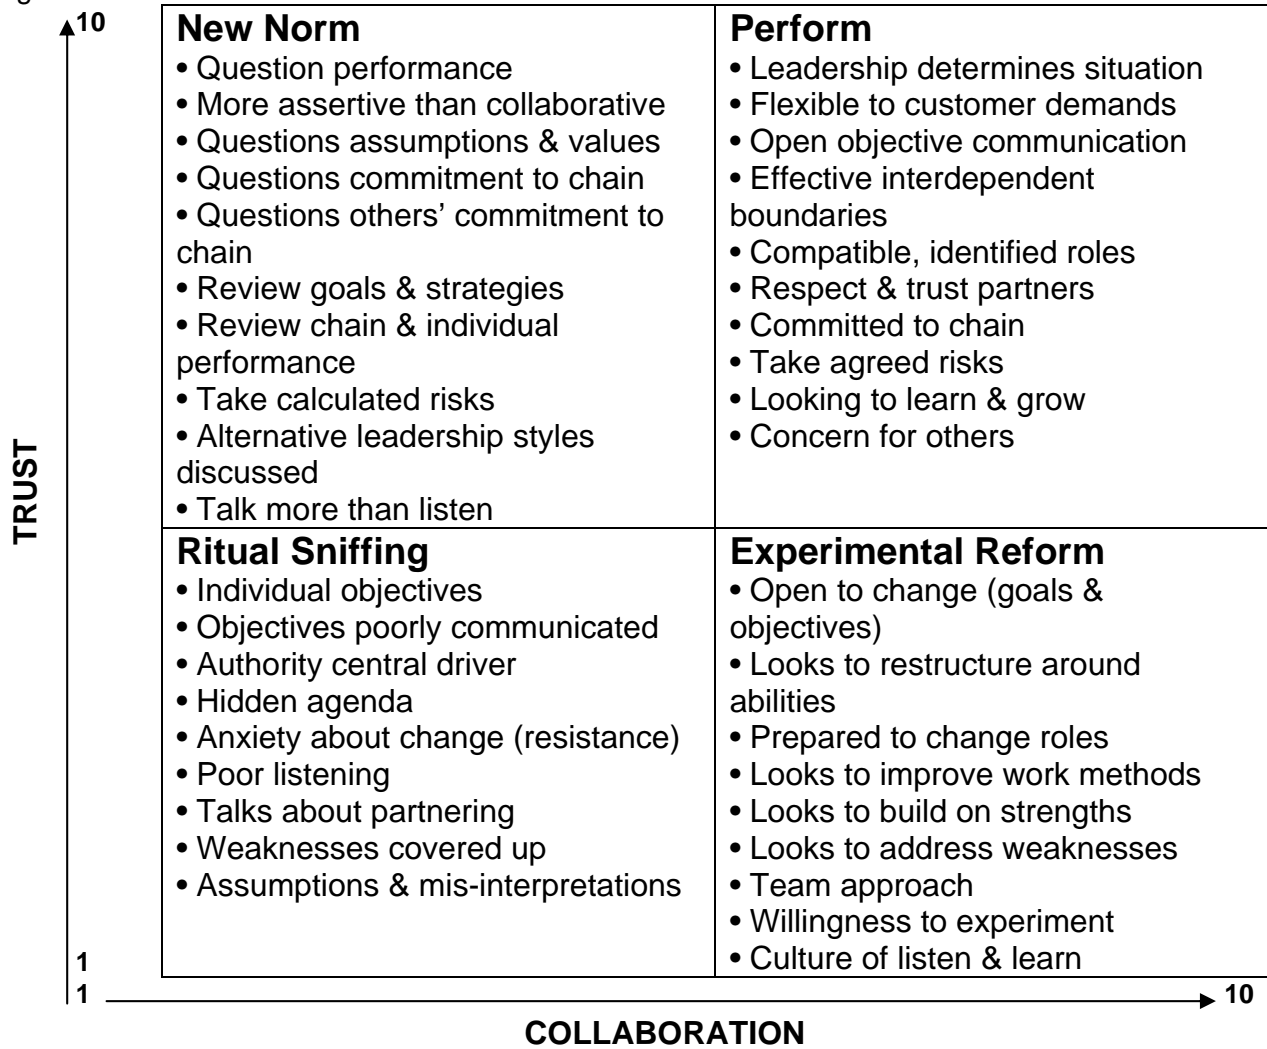 10
New Norm
• Question performance
• More assertive than collaborative
• Questions assumptions & values
• Questions commitment to chain
• Questions others’ commitment to
chain
• Review goals & strategies
• Review chain & individual
performance
• Take calculated risks
• Alternative leadership styles
discussed
• Talk more than listen
Perform
• Leadership determines situation
• Flexible to customer demands
• Open objective communication
• Effective interdependent
boundaries
• Compatible, identified roles
• Respect & trust partners
• Committed to chain
• Take agreed risks
• Looking to learn & grow
• Concern for others
TRUST
Ritual Sniffing
• Individual objectives
• Objectives poorly communicated
• Authority central driver
• Hidden agenda
• Anxiety about change (resistance)
• Poor listening
• Talks about partnering
• Weaknesses covered up
• Assumptions & mis-interpretations
Experimental Reform
• Open to change (goals &
objectives)
• Looks to restructure around
abilities
• Prepared to change roles
• Looks to improve work methods
• Looks to build on strengths
• Looks to address weaknesses
• Team approach
• Willingness to experiment
• Culture of listen & learn
1
1
10
COLLABORATION